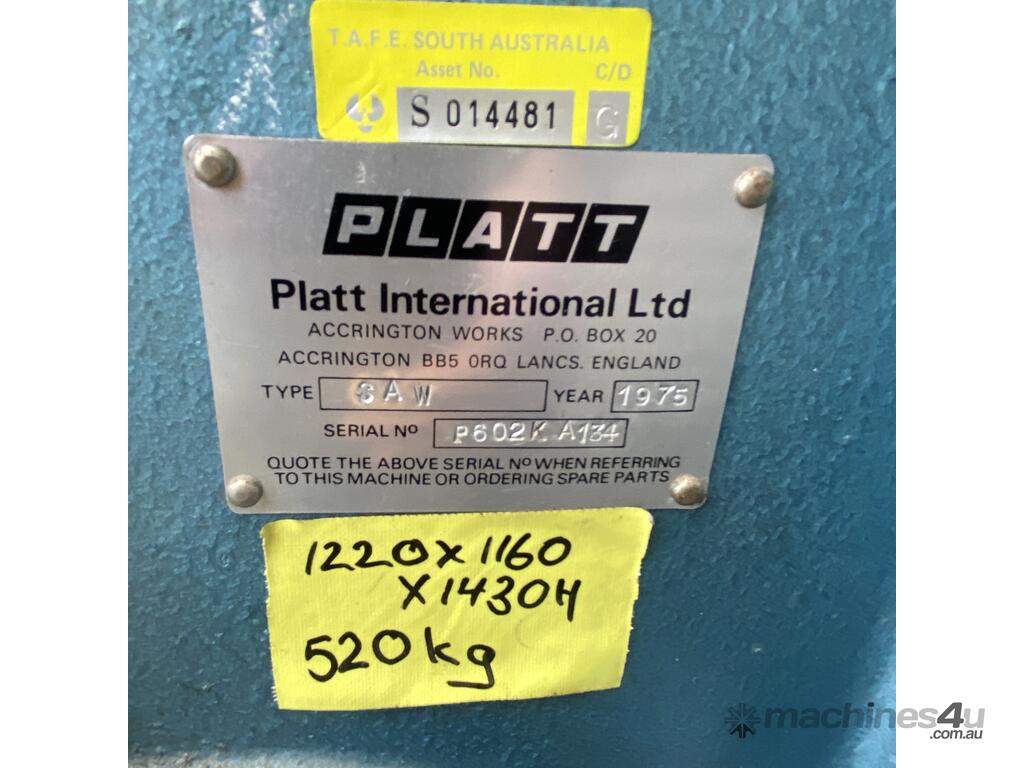 T.A.F.E. SOUTH AUSTRALIA
Asset No. C/D
S 014481 G
PLATT
Platt International Ltd
ACCRINGTON WORKS P.O. BOX 20
ACCRINGTON BB5 0RQ LANCS. ENGLAND
TYPE SAW YEAR 1975
SERIAL Nº P602K A134
QUOTE THE ABOVE SERIAL Nº WHEN REFERRING
TO THIS MACHINE OR ORDERING SPARE PARTS
1220x1160
x1430H
520kg
machines4u
.com.au